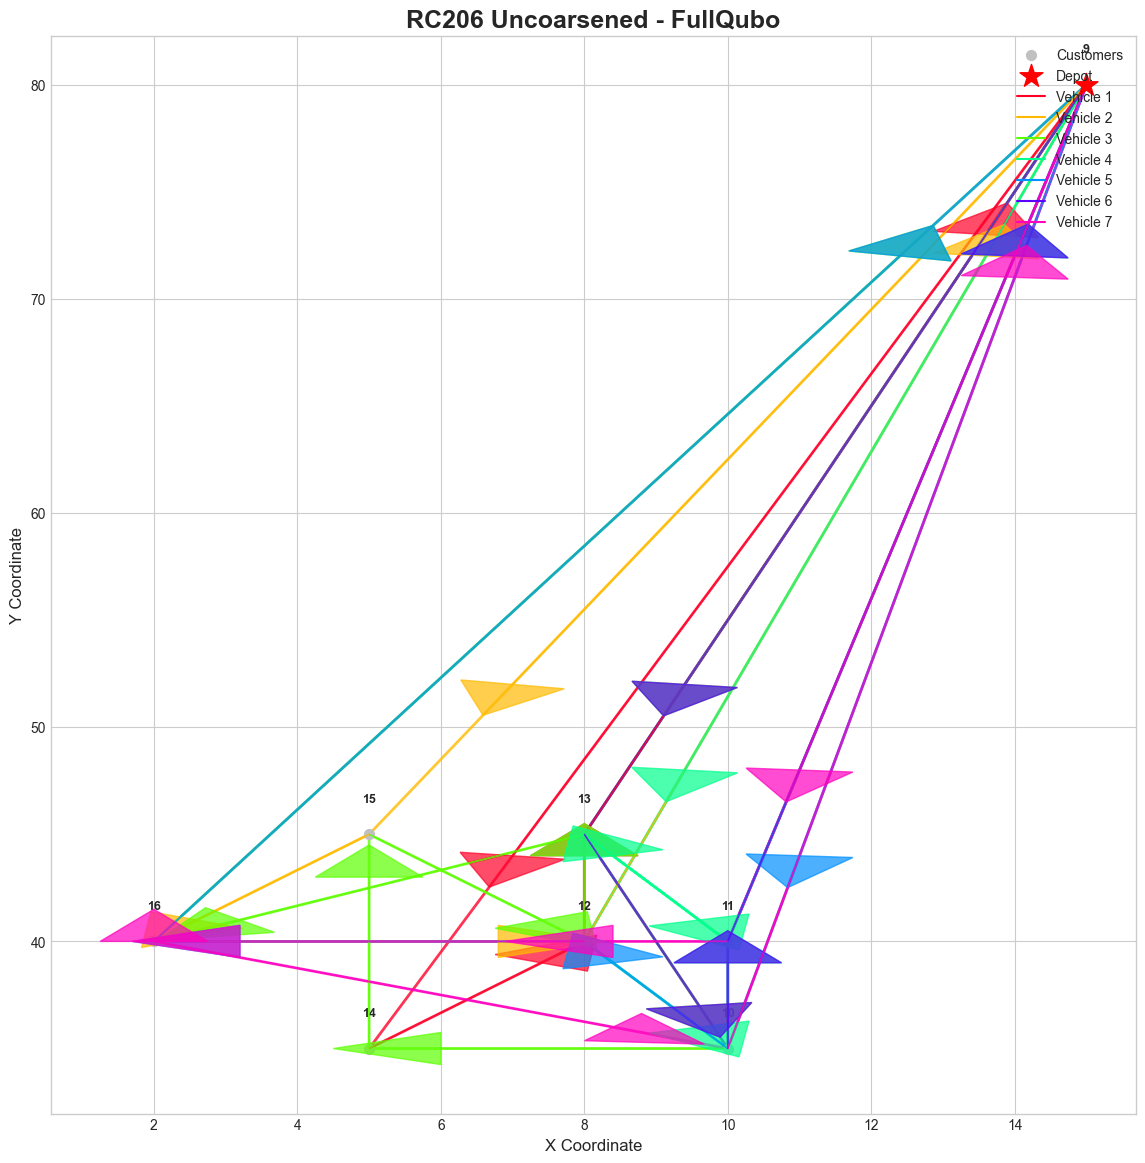 RC206 Uncoarsened - FullQubo
9
Customers
Depot
Vehicle 1
Vehicle 2
Vehicle 3
Vehicle 4
Vehicle 5
Vehicle 6
Vehicle 7
80
70
60
50
40
Y Coordinate
15
13
16
12
11
14
10
2
4
6
8
10
12
14
X Coordinate